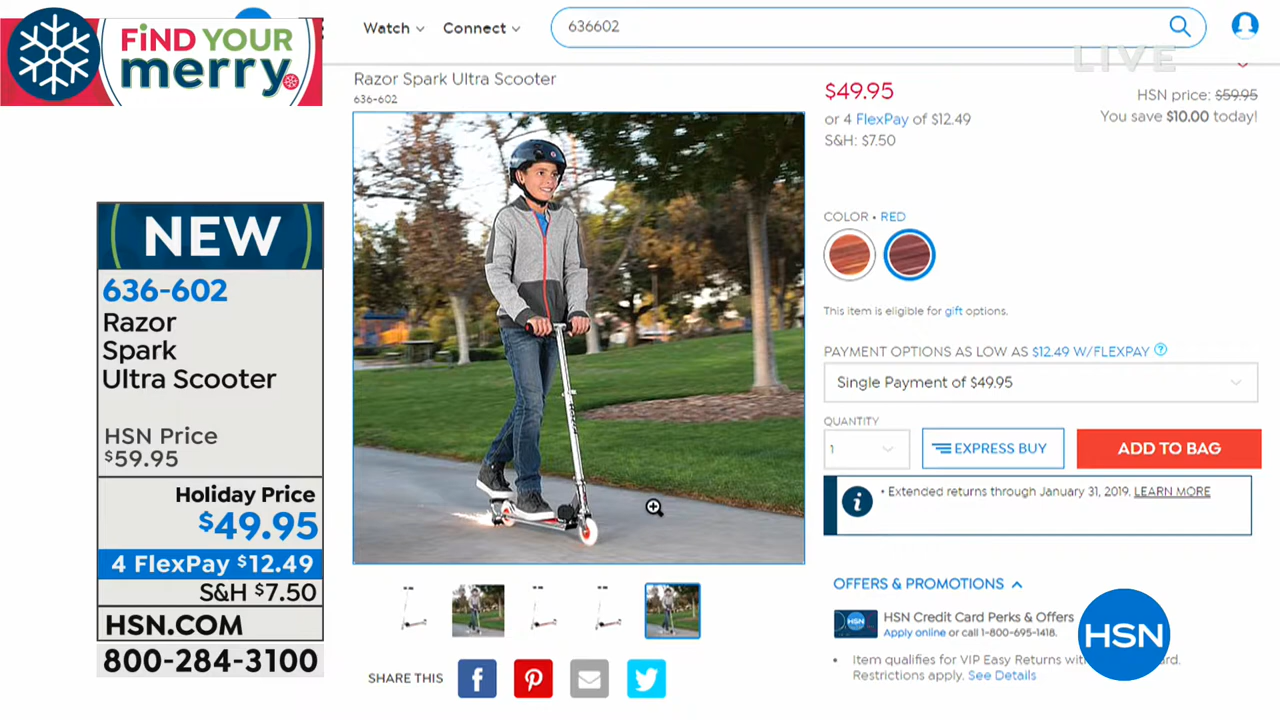 FiND YOUR
merry.
Watch
Connect
636602
LIVE
Razor Spark Ultra Scooter
636-602
$49.95
or 4 FlexPay of $12.49
S&H: $7.50
HSN price: $59.95
You save $10.00 today!
NEW
636-602
Razor
Spark
Ultra Scooter
HSN Price
$59.95
Holiday Price
$49.95
4 FlexPay $12.49
S&H $7.50
HSN.COM
800-284-3100
COLOR • RED
This item is eligible for gift options.
PAYMENT OPTIONS AS LOW AS $12.49 W/FLEXPAY ?
Single Payment of $49.95
QUANTITY
1
EXPRESS BUY
ADD TO BAG
• Extended returns through January 31, 2019. LEARN MORE
OFFERS & PROMOTIONS
HSN
HSN Credit Card Perks & Offers
Apply online or call 1-800-695-1418.
• Item qualifies for VIP Easy Returns
Restrictions apply. See Details
HSN
SHARE THIS